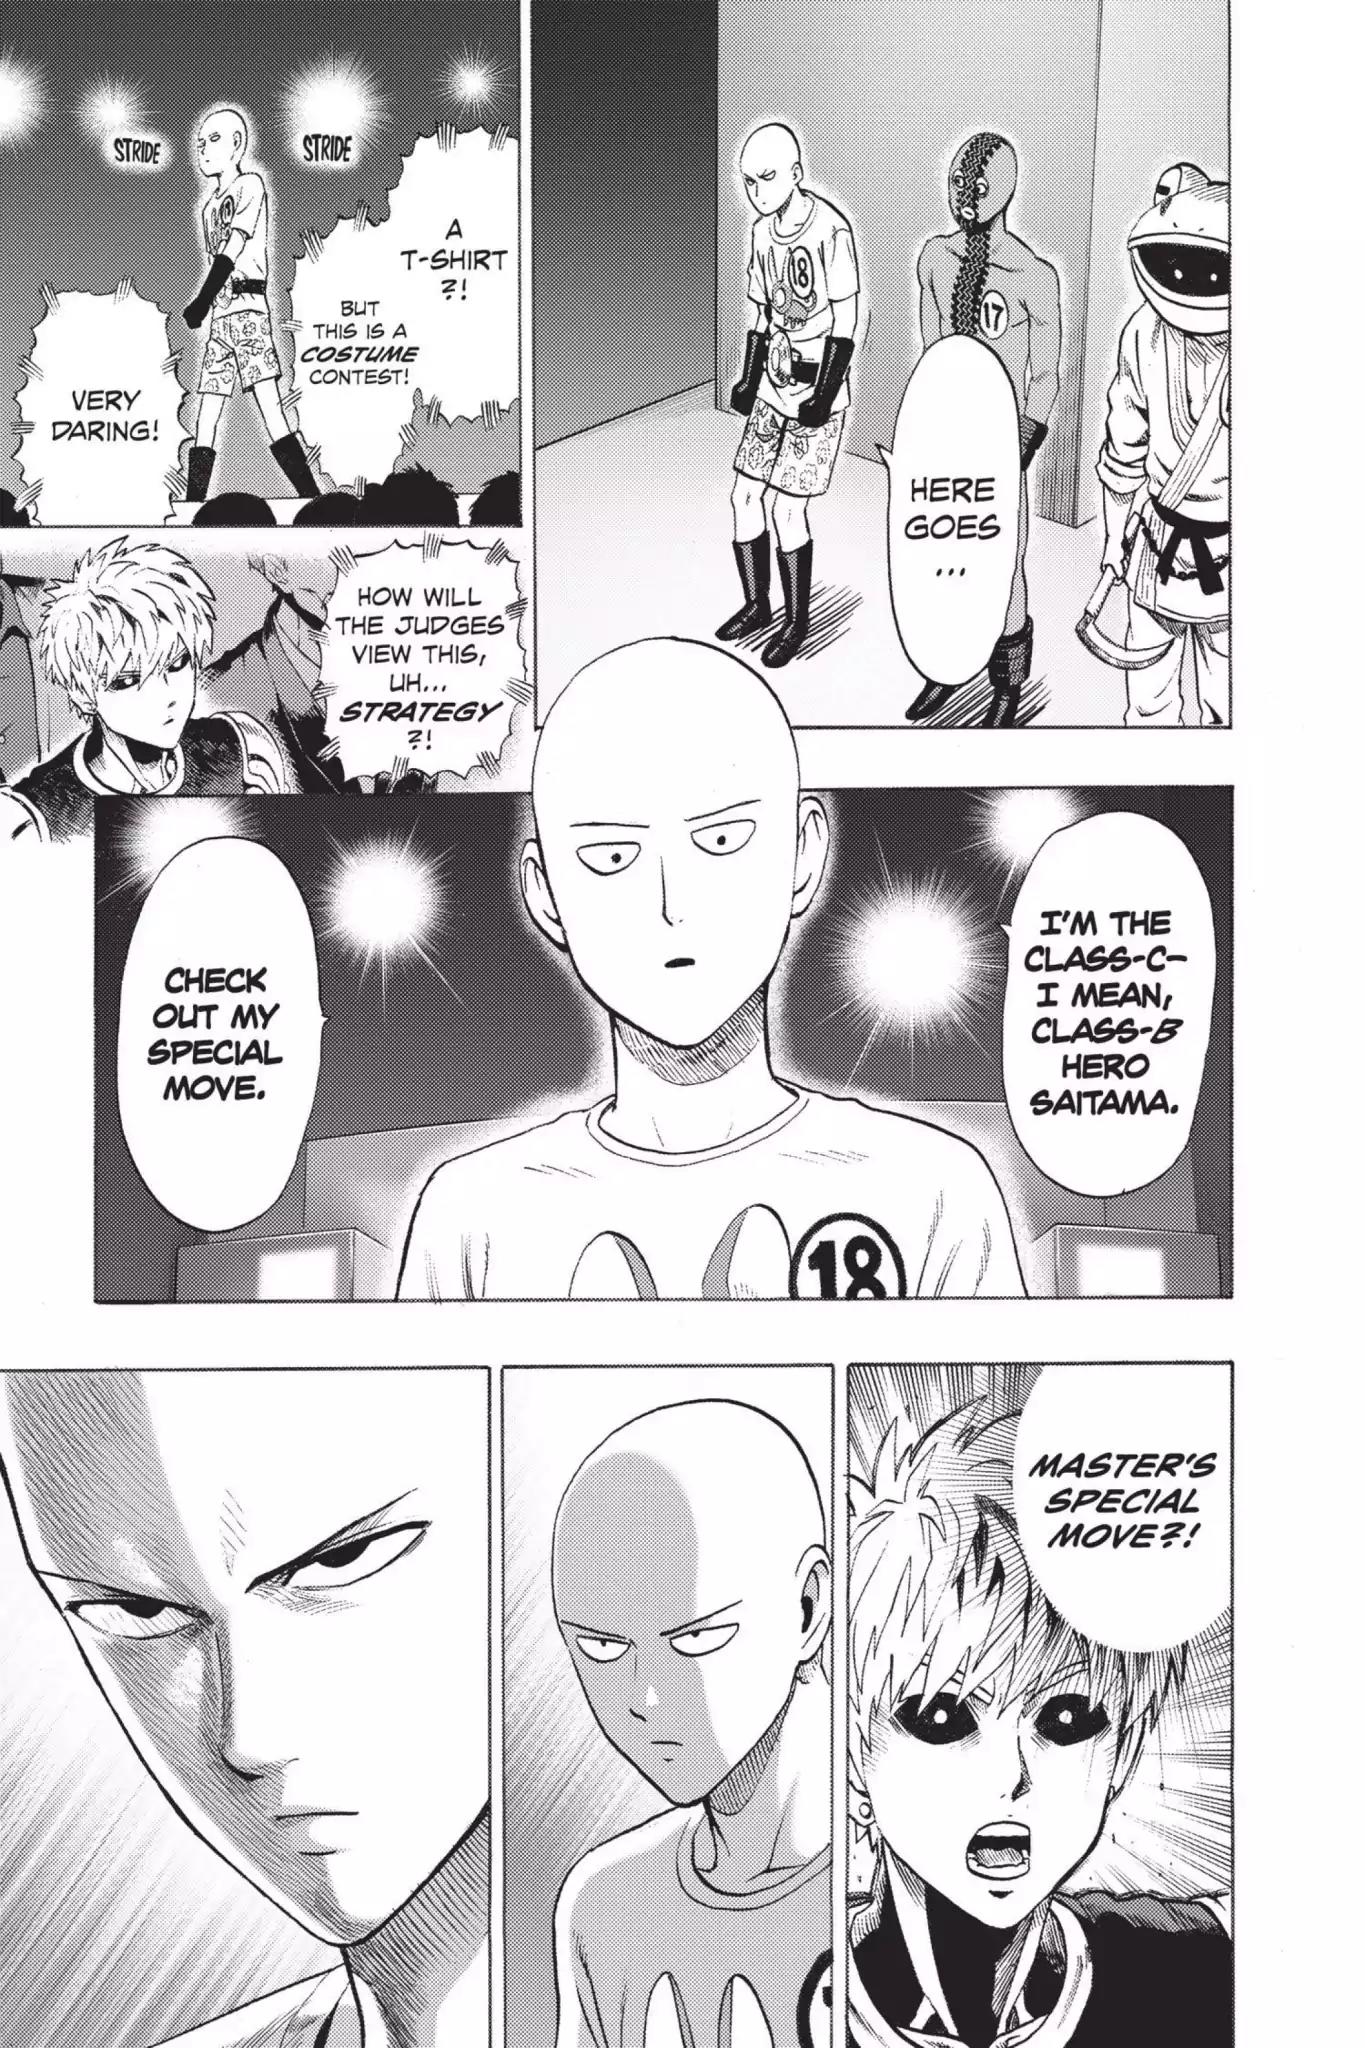 HERE
GOES
...
18
17
STRIDE
STRIDE
A
T-SHIRT
?!
BUT
THIS IS A
COSTUME
CONTEST!
VERY
DARING!
HOW WILL
THE JUDGES
VIEW THIS,
UH...
STRATEGY
?!
I'M THE
CLASS-C–
I MEAN,
CLASS-B
HERO
SAITAMA.
CHECK
OUT MY
SPECIAL
MOVE.
18
MASTER'S
SPECIAL
MOVE?!